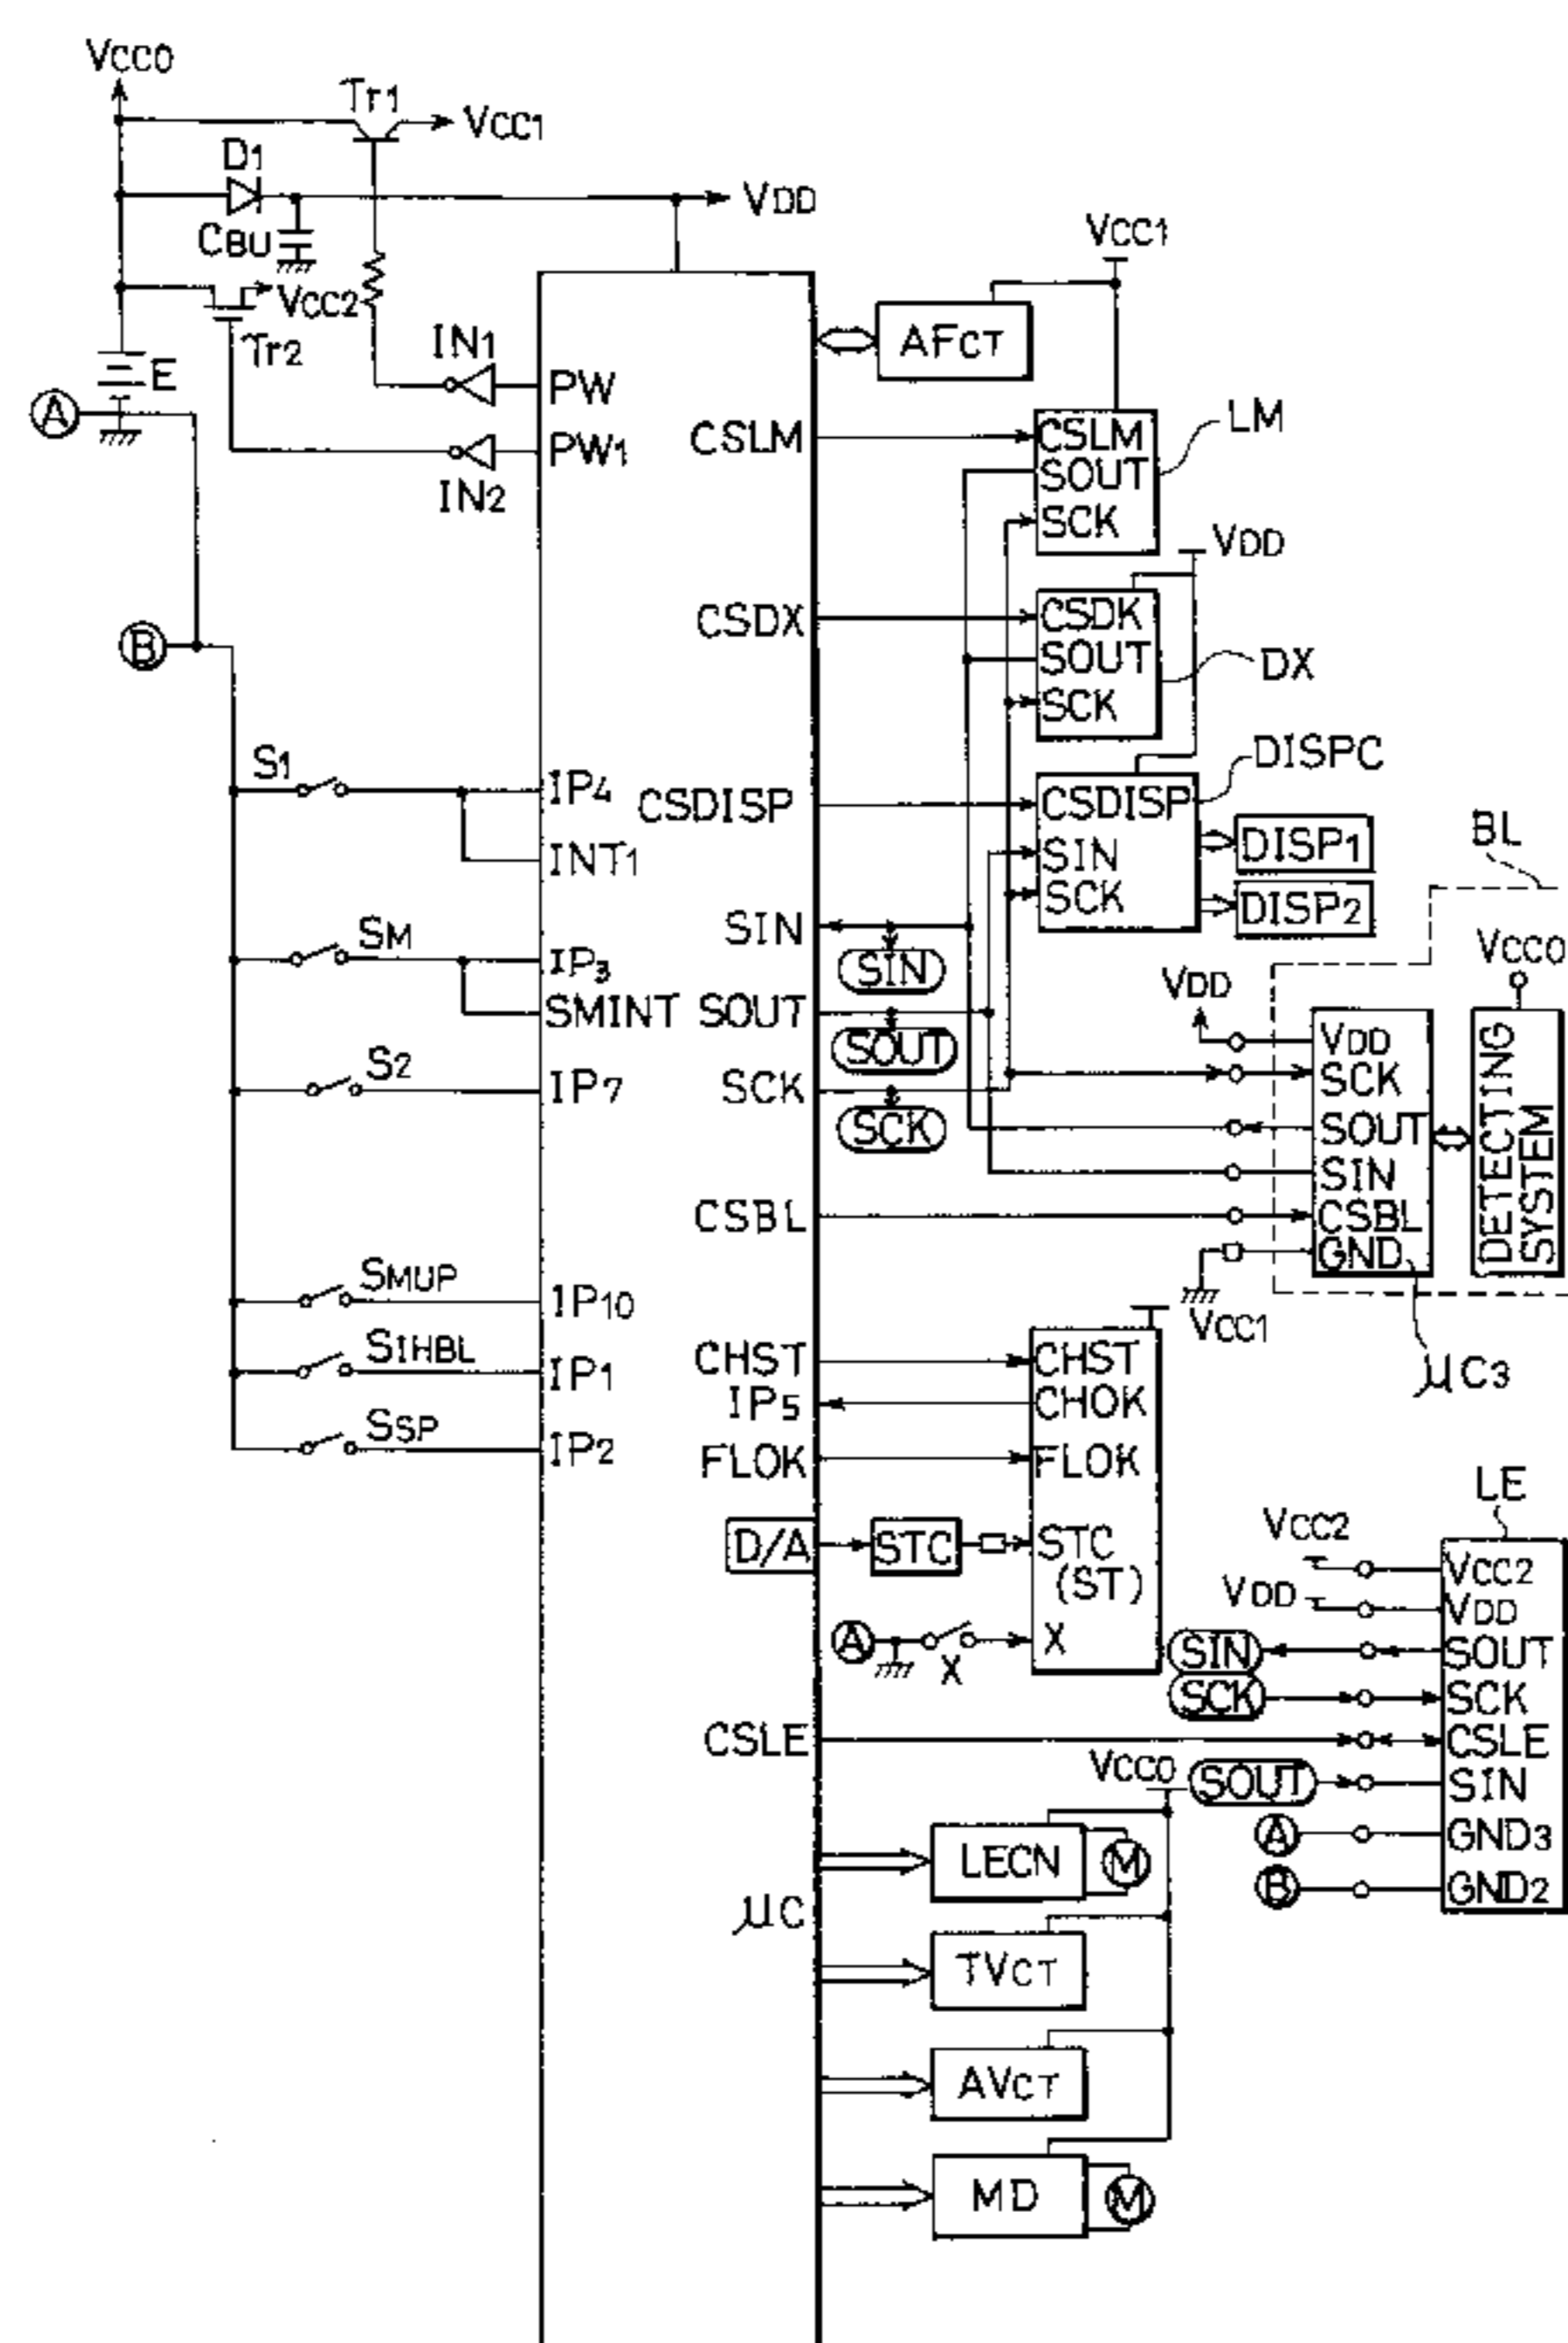 VCC0
Tr1
VCC1
D1
VDD
CBU
VCC2
Tr2
E
A
IN1
PW
PW1
IN2
B
VCC1
AFCT
CSLM
CSLM
SOUT
SCK
LM
VDD
CSDX
CSDK
SOUT
SCK
DX
S1
IP4
INT1
CSDISP
CSDISP
SIN
SCK
DISPC
DISP1
DISP2
BL
SM
IP3
SMINT
SIN
SIN
SOUT
SOUT
SCK
SCK
S2
IP7
VCC0
VDD
VDD
SCK
SOUT
SIN
CSBL
GND
DETECTING
SYSTEM
CSBL
μC3
SMUP
IP10
SIHBL
IP1
SSP
IP2
VCC1
CHST
CHST
IP5
CHOK
FLOK
FLOK
D/A
STC
STC
(ST)
A
X
X
LE
VCC2
VCC2
VDD
VDD
SIN
SOUT
SCK
SCK
CSLE
CSLE
SOUT
SIN
A
GND3
B
GND2
VCC0
LECN
M
μC
TVCT
AVCT
MD
M